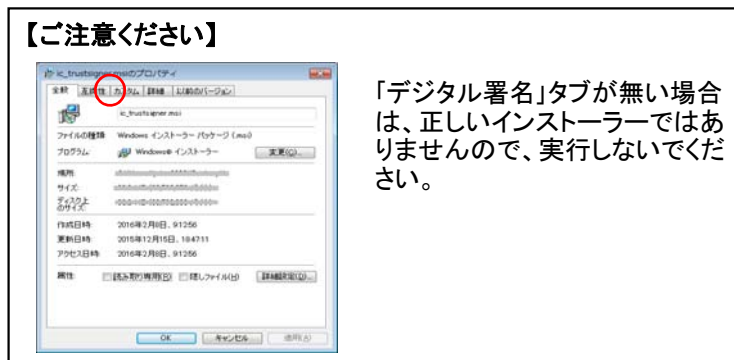 【ご注意ください】
ic_trustsigner.msiのプロパティ
全般 互換性 カスタム 詳細 以前のバージョン
ic_trustsigner.msi
ファイルの種類: Windows インストーラー パッケージ (.msi)
プログラム: Windows® インストーラー 変更(C)...
場所:
サイズ:
ディスク上
のサイズ:
作成日時: 2016年2月8日、9:12:56
更新日時: 2015年12月15日、18:47:11
アクセス日時: 2016年2月8日、9:12:56
属性: 読み取り専用(R) 隠しファイル(H) 詳細設定(D)...
OK キャンセル 適用(A)
「デジタル署名」タブが無い場合
は、正しいインストーラーではあ
りませんので、実行しないでくだ
さい。